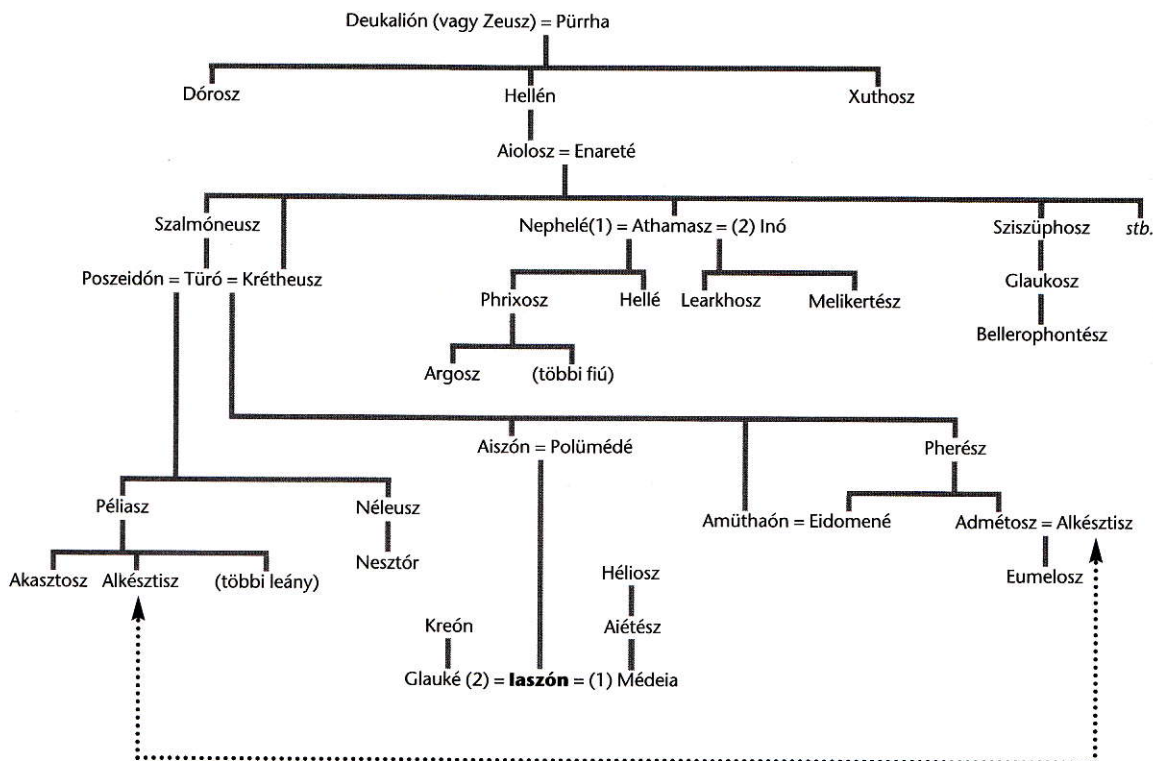 Deukalión (vagy Zeusz) = Pürrha
Dórosz
Hellén
Xuthosz
Aiolosz = Enareté
Szalmóneusz
Nephelé(1) = Athamasz = (2) Inó
Sziszüphosz
stb.
Poszeidón = Türó = Krétheusz
Phrixosz
Hellé
Learkhosz
Melikertész
Glaukosz
Bellerophontész
Argosz
(többi fiú)
Aiszón = Polümédé
Pherész
Péliasz
Néleusz
Amüthaón = Eidomené
Admétosz = Alkésztisz
Nesztór
Akasztosz
Alkésztisz
(többi leány)
Eumelosz
Héliosz
Kreón
Aiétész
Glauké (2) = Iaszón = (1) Médeia